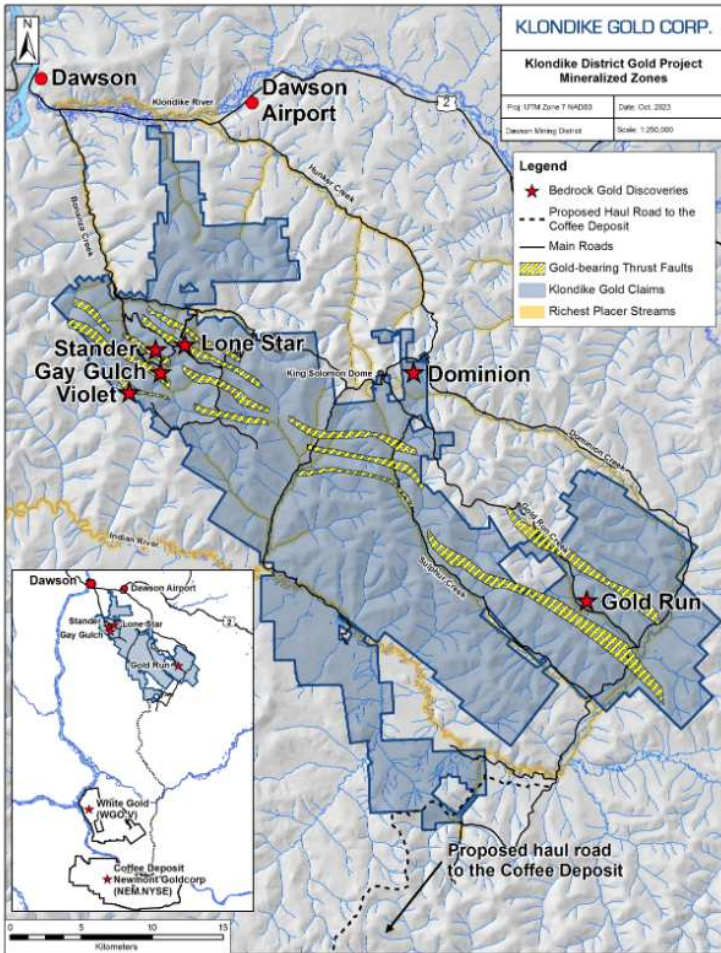 KLONDIKE GOLD CORP.
Klondike District Gold Project
Mineralized Zones
Proj: UTM Zone 7 NAD83
Date: Oct. 2023
Dawson Mining District
Scale: 1:250,000
N
Dawson
Dawson
Airport
Klondike River
2
Hunker Creek
Bonanza Creek
Legend
Bedrock Gold Discoveries
Proposed Haul Road to the
Coffee Deposit
Main Roads
Gold-bearing Thrust Faults
Klondike Gold Claims
Richest Placer Streams
Stander
Lone Star
Gay Gulch
Violet
King Solomon Dome
Dominion
Dominion Creek
Indian River
Gold Run Creek
Sulphur Creek
Gold Run
Dawson
Dawson Airport
2
Stander
Lone Star
Gay Gulch
Gold Run
White Gold
(WGO.V)
Coffee Deposit
Newmont Goldcorp
(NEM.NYSE)
Proposed haul road
to the Coffee Deposit
0 5 10 15
Kilometers